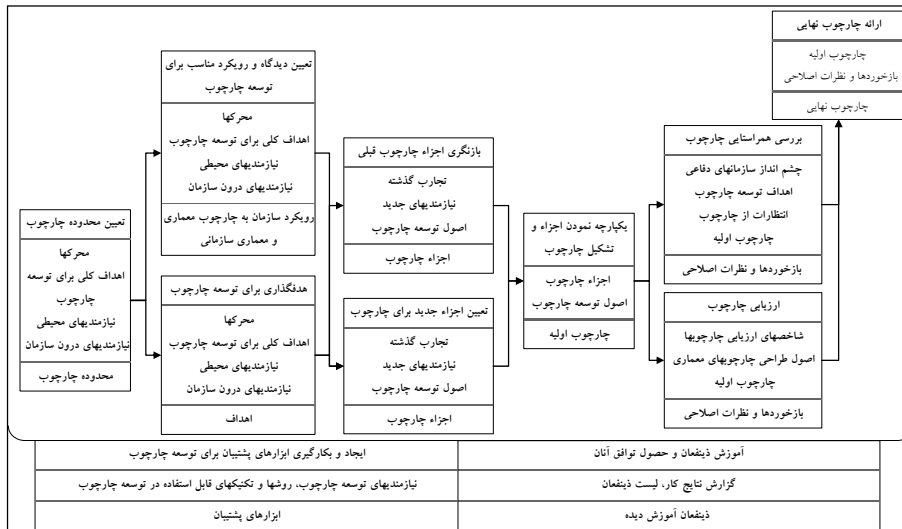 تعیین محدوده چارچوب
محرکها
اهداف کلی برای توسعه
چارچوب
نیازمندیهای محیطی
نیازمندیهای درون سازمان
محدوده چارچوب
تعیین دیدگاه و رویکرد مناسب برای
توسعه چارچوب
محرکها
اهداف کلی برای توسعه چارچوب
نیازمندیهای محیطی
نیازمندیهای درون سازمان
رویکرد سازمان به چارچوب معماری
و معماری سازمانی
هدفگذاری برای توسعه چارچوب
محرکها
اهداف کلی برای توسعه چارچوب
نیازمندیهای محیطی
نیازمندیهای درون سازمان
اهداف
بازنگری اجزاء چارچوب قبلی
تجارب گذشته
نیازمندیهای جدید
اصول توسعه چارچوب
اجزاء چارچوب
تعیین اجزاء جدید برای چارچوب
تجارب گذشته
نیازمندیهای جدید
اصول توسعه چارچوب
اجزاء چارچوب
یکپارچه نمودن اجزاء و
تشکیل چارچوب
اجزاء چارچوب
اصول توسعه چارچوب
چارچوب اولیه
بررسی همراستایی چارچوب
چشم انداز سازمانهای دفاعی
اهداف توسعه چارچوب
انتظارات از چارچوب
چارچوب اولیه
بازخوردها و نظرات اصلاحی
ارزیابی چارچوب
شاخصهای ارزیابی چارچوبها
اصول طراحی چارچوبهای معماری
چارچوب اولیه
بازخوردها و نظرات اصلاحی
ارائه چارچوب نهایی
چارچوب اولیه
بازخوردها و نظرات اصلاحی
چارچوب نهایی
آموزش ذینفعان و حصول توافق آنان
گزارش نتایج کار، لیست ذینفعان
ذینفعان آموزش دیده
ایجاد و بکارگیری ابزارهای پشتیبان برای توسعه چارچوب
نیازمندیهای توسعه چارچوب، روشها و تکنیکهای قابل استفاده در توسعه چارچوب
ابزارهای پشتیبان